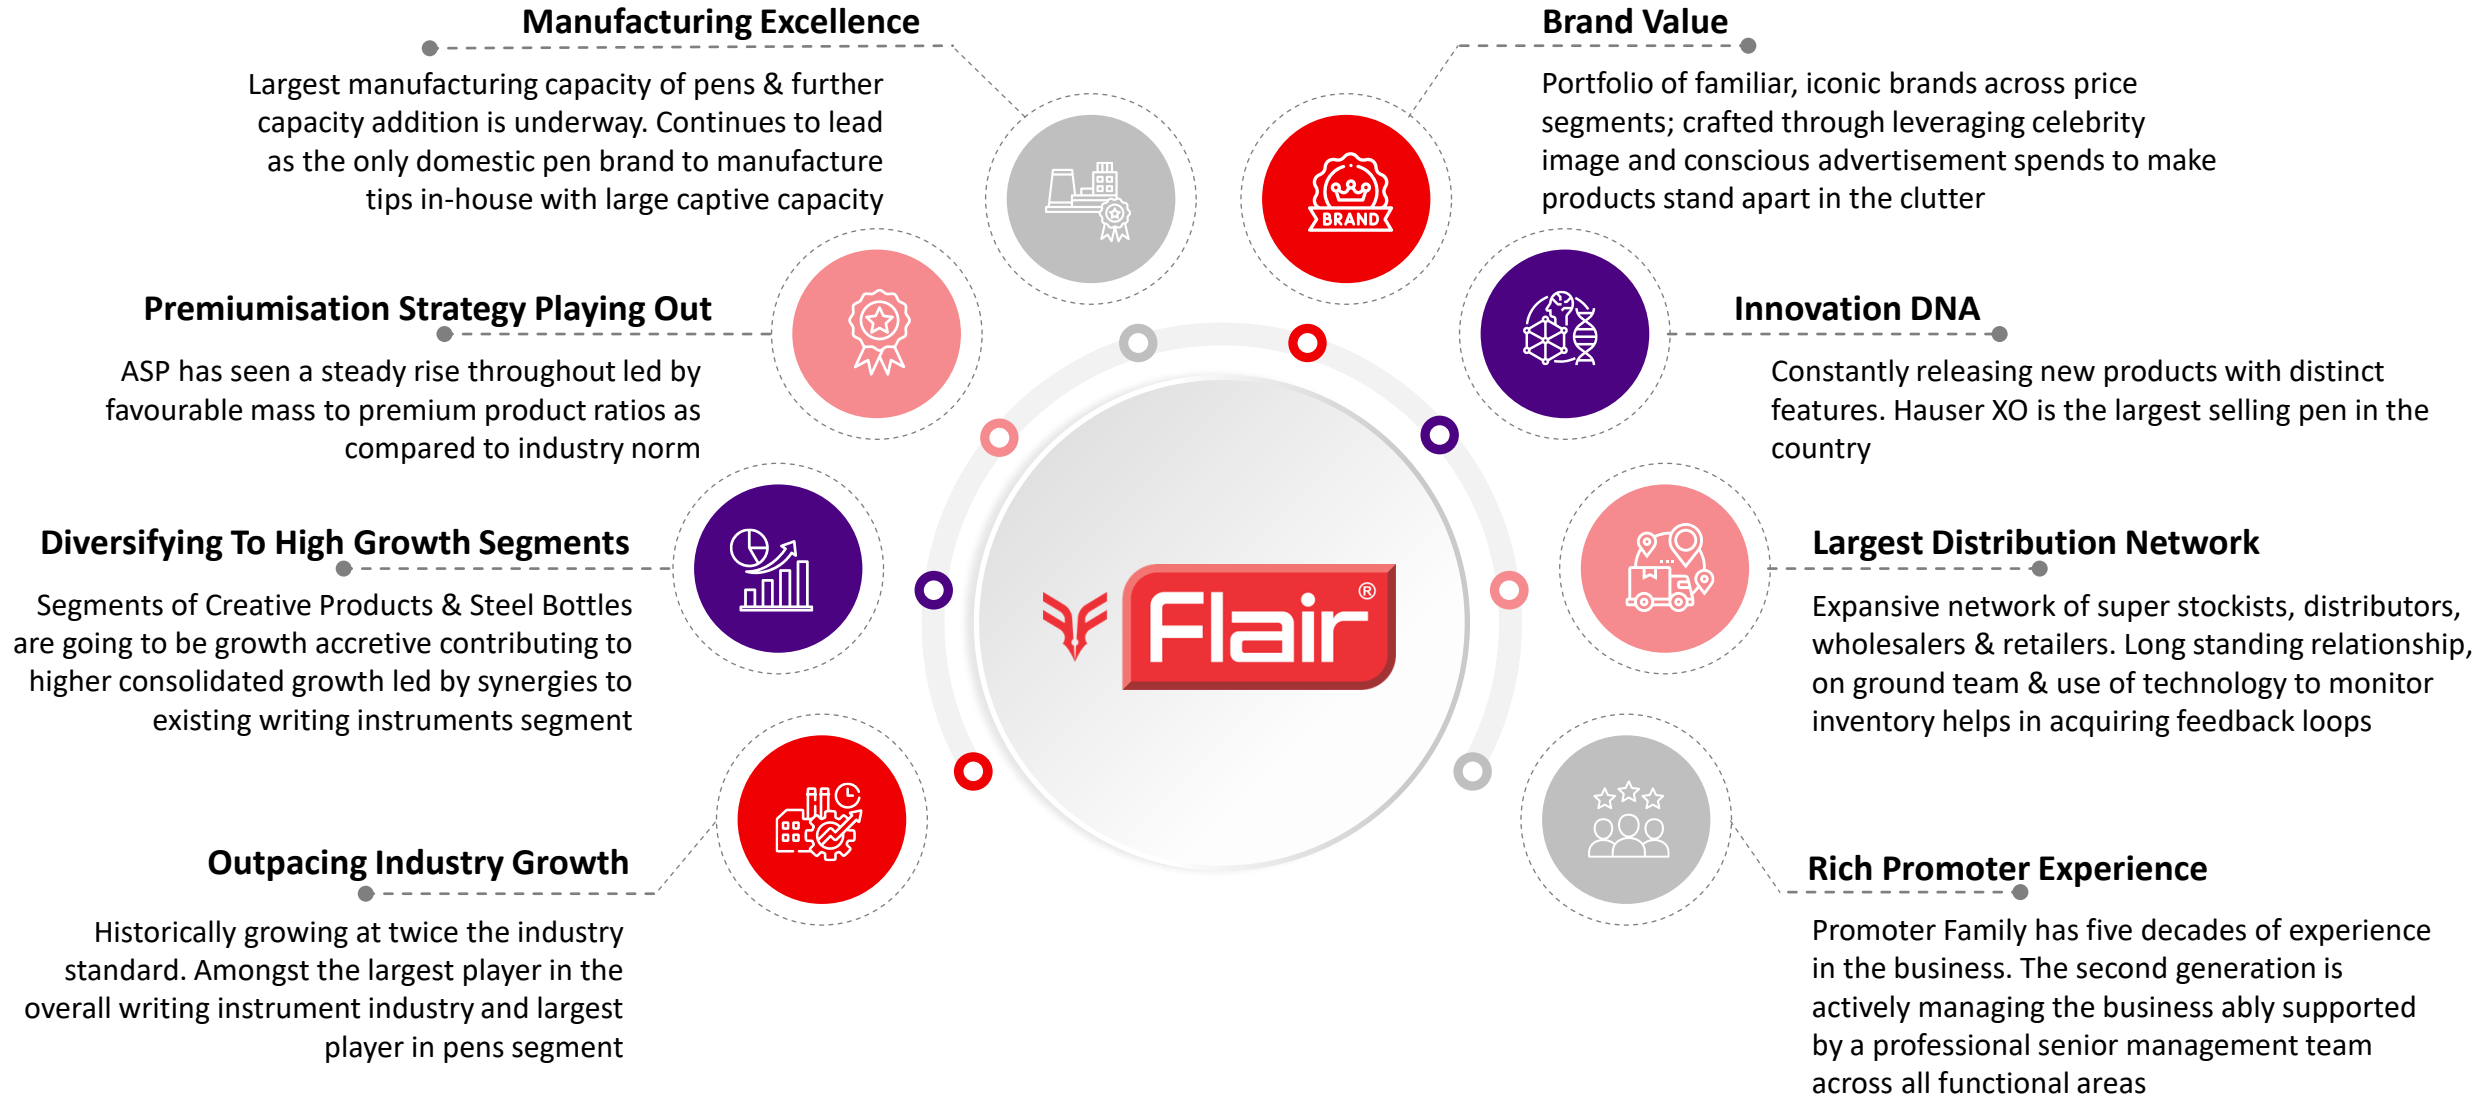 Manufacturing Excellence
Largest manufacturing capacity of pens & further
capacity addition is underway. Continues to lead
as the only domestic pen brand to manufacture
tips in-house with large captive capacity
Premiumisation Strategy Playing Out
ASP has seen a steady rise throughout led by
favourable mass to premium product ratios as
compared to industry norm
Diversifying To High Growth Segments
Segments of Creative Products & Steel Bottles
are going to be growth accretive contributing to
higher consolidated growth led by synergies to
existing writing instruments segment
Outpacing Industry Growth
Historically growing at twice the industry
standard. Amongst the largest player in the
overall writing instrument industry and largest
player in pens segment
BRAND
Flair®
Brand Value
Portfolio of familiar, iconic brands across price
segments; crafted through leveraging celebrity
image and conscious advertisement spends to make
products stand apart in the clutter
Innovation DNA
Constantly releasing new products with distinct
features. Hauser XO is the largest selling pen in the
country
Largest Distribution Network
Expansive network of super stockists, distributors,
wholesalers & retailers. Long standing relationship,
on ground team & use of technology to monitor
inventory helps in acquiring feedback loops
Rich Promoter Experience
Promoter Family has five decades of experience
in the business. The second generation is
actively managing the business ably supported
by a professional senior management team
across all functional areas